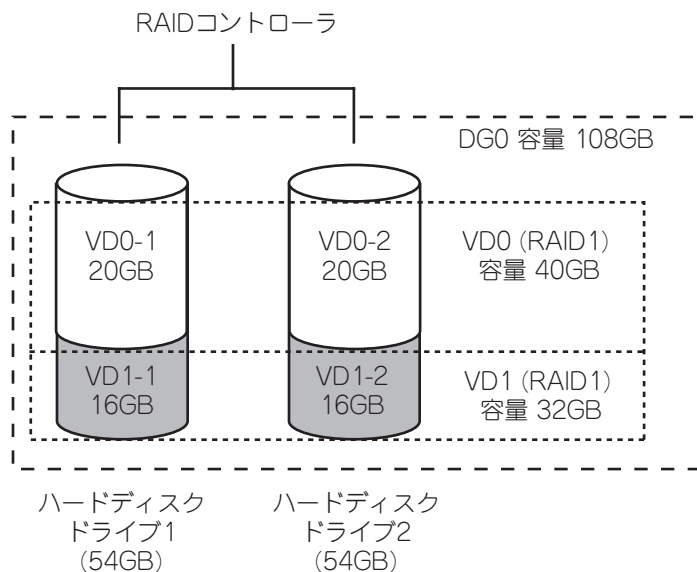 RAIDコントローラ
DG0 容量 108GB
VD0-1
20GB
VD0-2
20GB
VD0 (RAID1)
容量 40GB
VD1-1
16GB
VD1-2
16GB
VD1 (RAID1)
容量 32GB
ハードディスク
ドライブ1
(54GB)
ハードディスク
ドライブ2
(54GB)